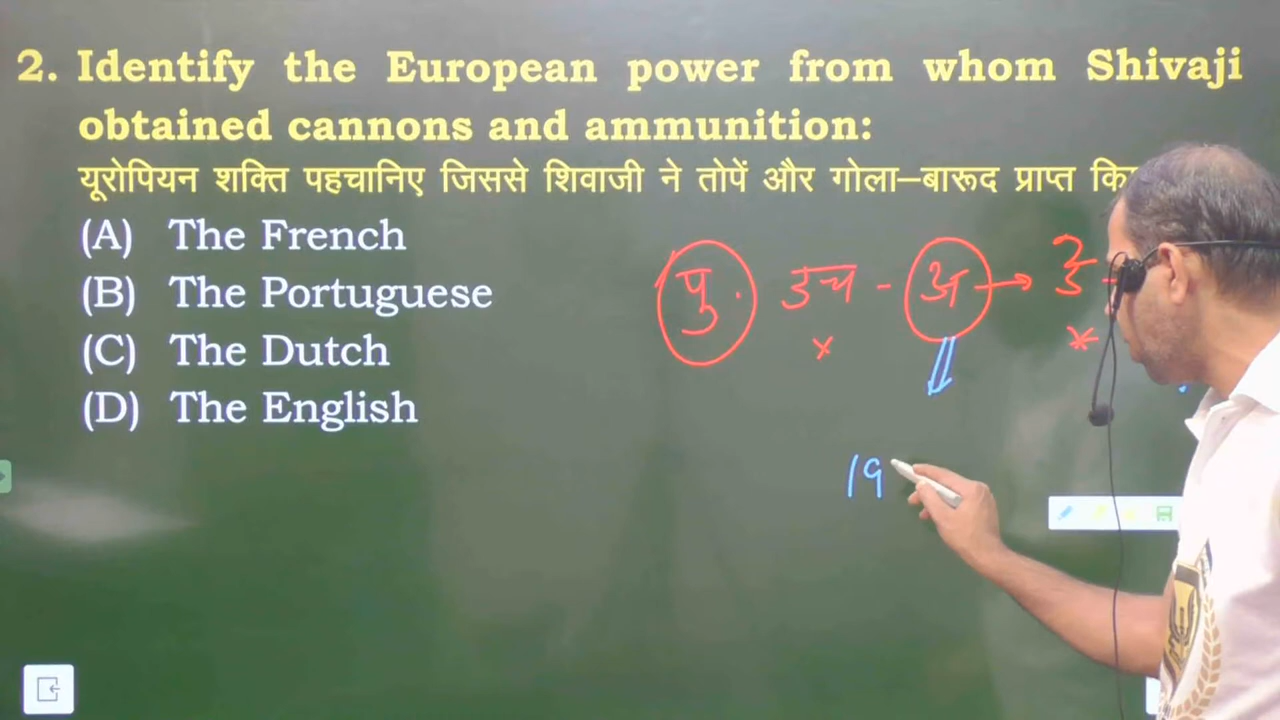 2. Identify the European power from whom Shivaji
obtained cannons and ammunition:
यूरोपियन शक्ति पहचानिए जिससे शिवाजी ने तोपें और गोला–बारूद प्राप्त
(A) The French
(B) The Portuguese
(C) The Dutch
(D) The English
पु. डच - अ →
x
19